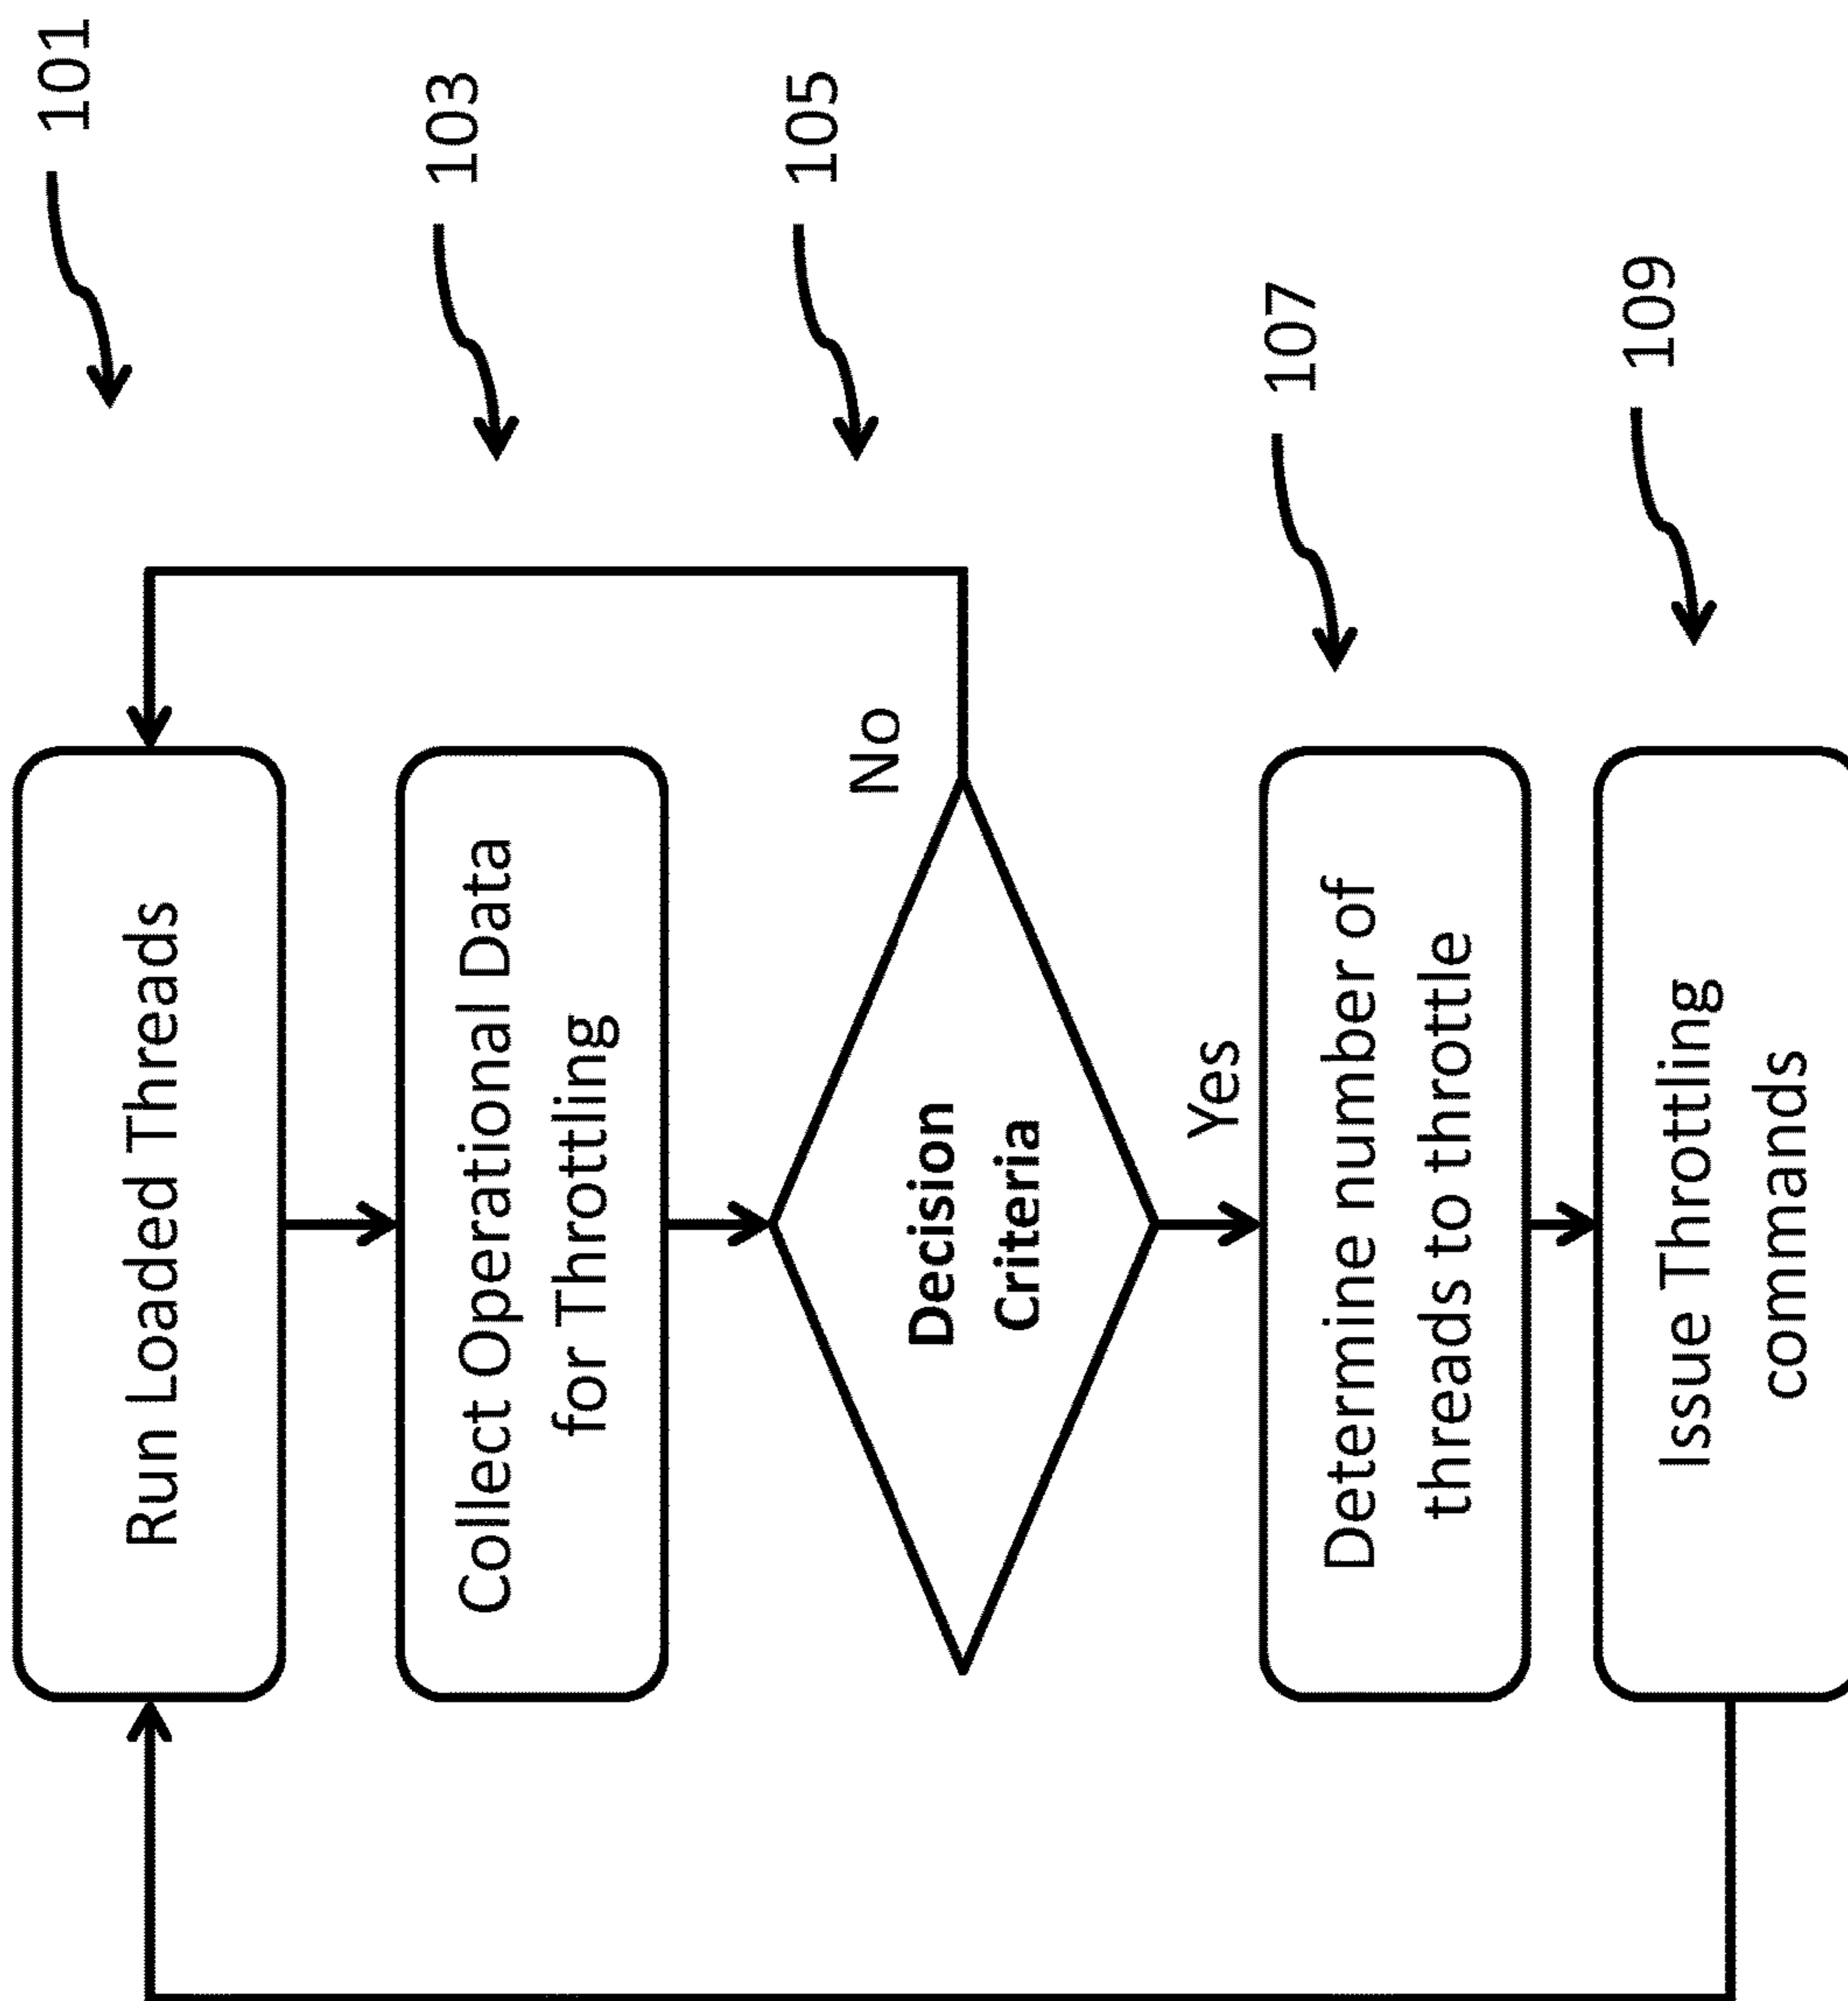 Run Loaded Threads
101
Collect Operational Data
for Throttling
103
Decision
Criteria
No
105
Yes
Determine number of
threads to throttle
107
Issue Throttling
commands
109